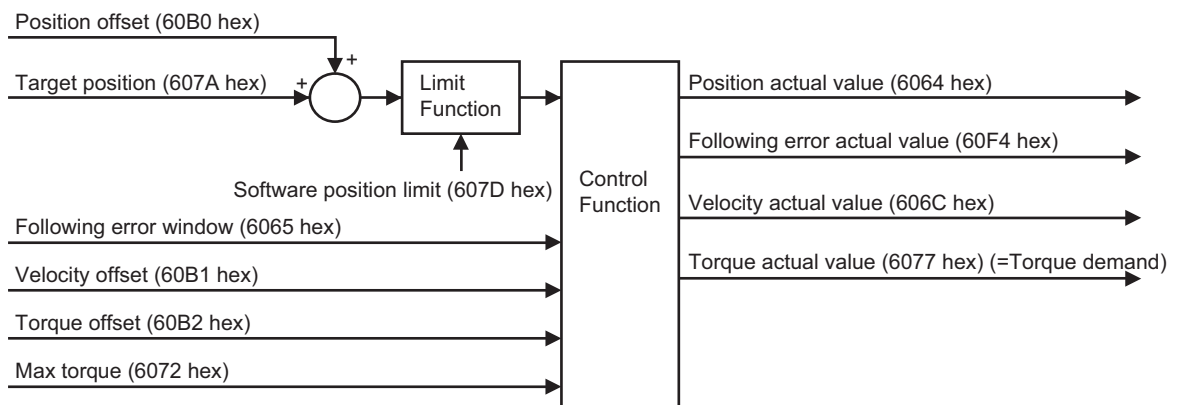 Position offset (60B0 hex)
+
Target position (607A hex)
+
Limit
Function
Software position limit (607D hex)
Following error window (6065 hex)
Velocity offset (60B1 hex)
Torque offset (60B2 hex)
Max torque (6072 hex)
Control
Function
Position actual value (6064 hex)
Following error actual value (60F4 hex)
Velocity actual value (606C hex)
Torque actual value (6077 hex) (=Torque demand)